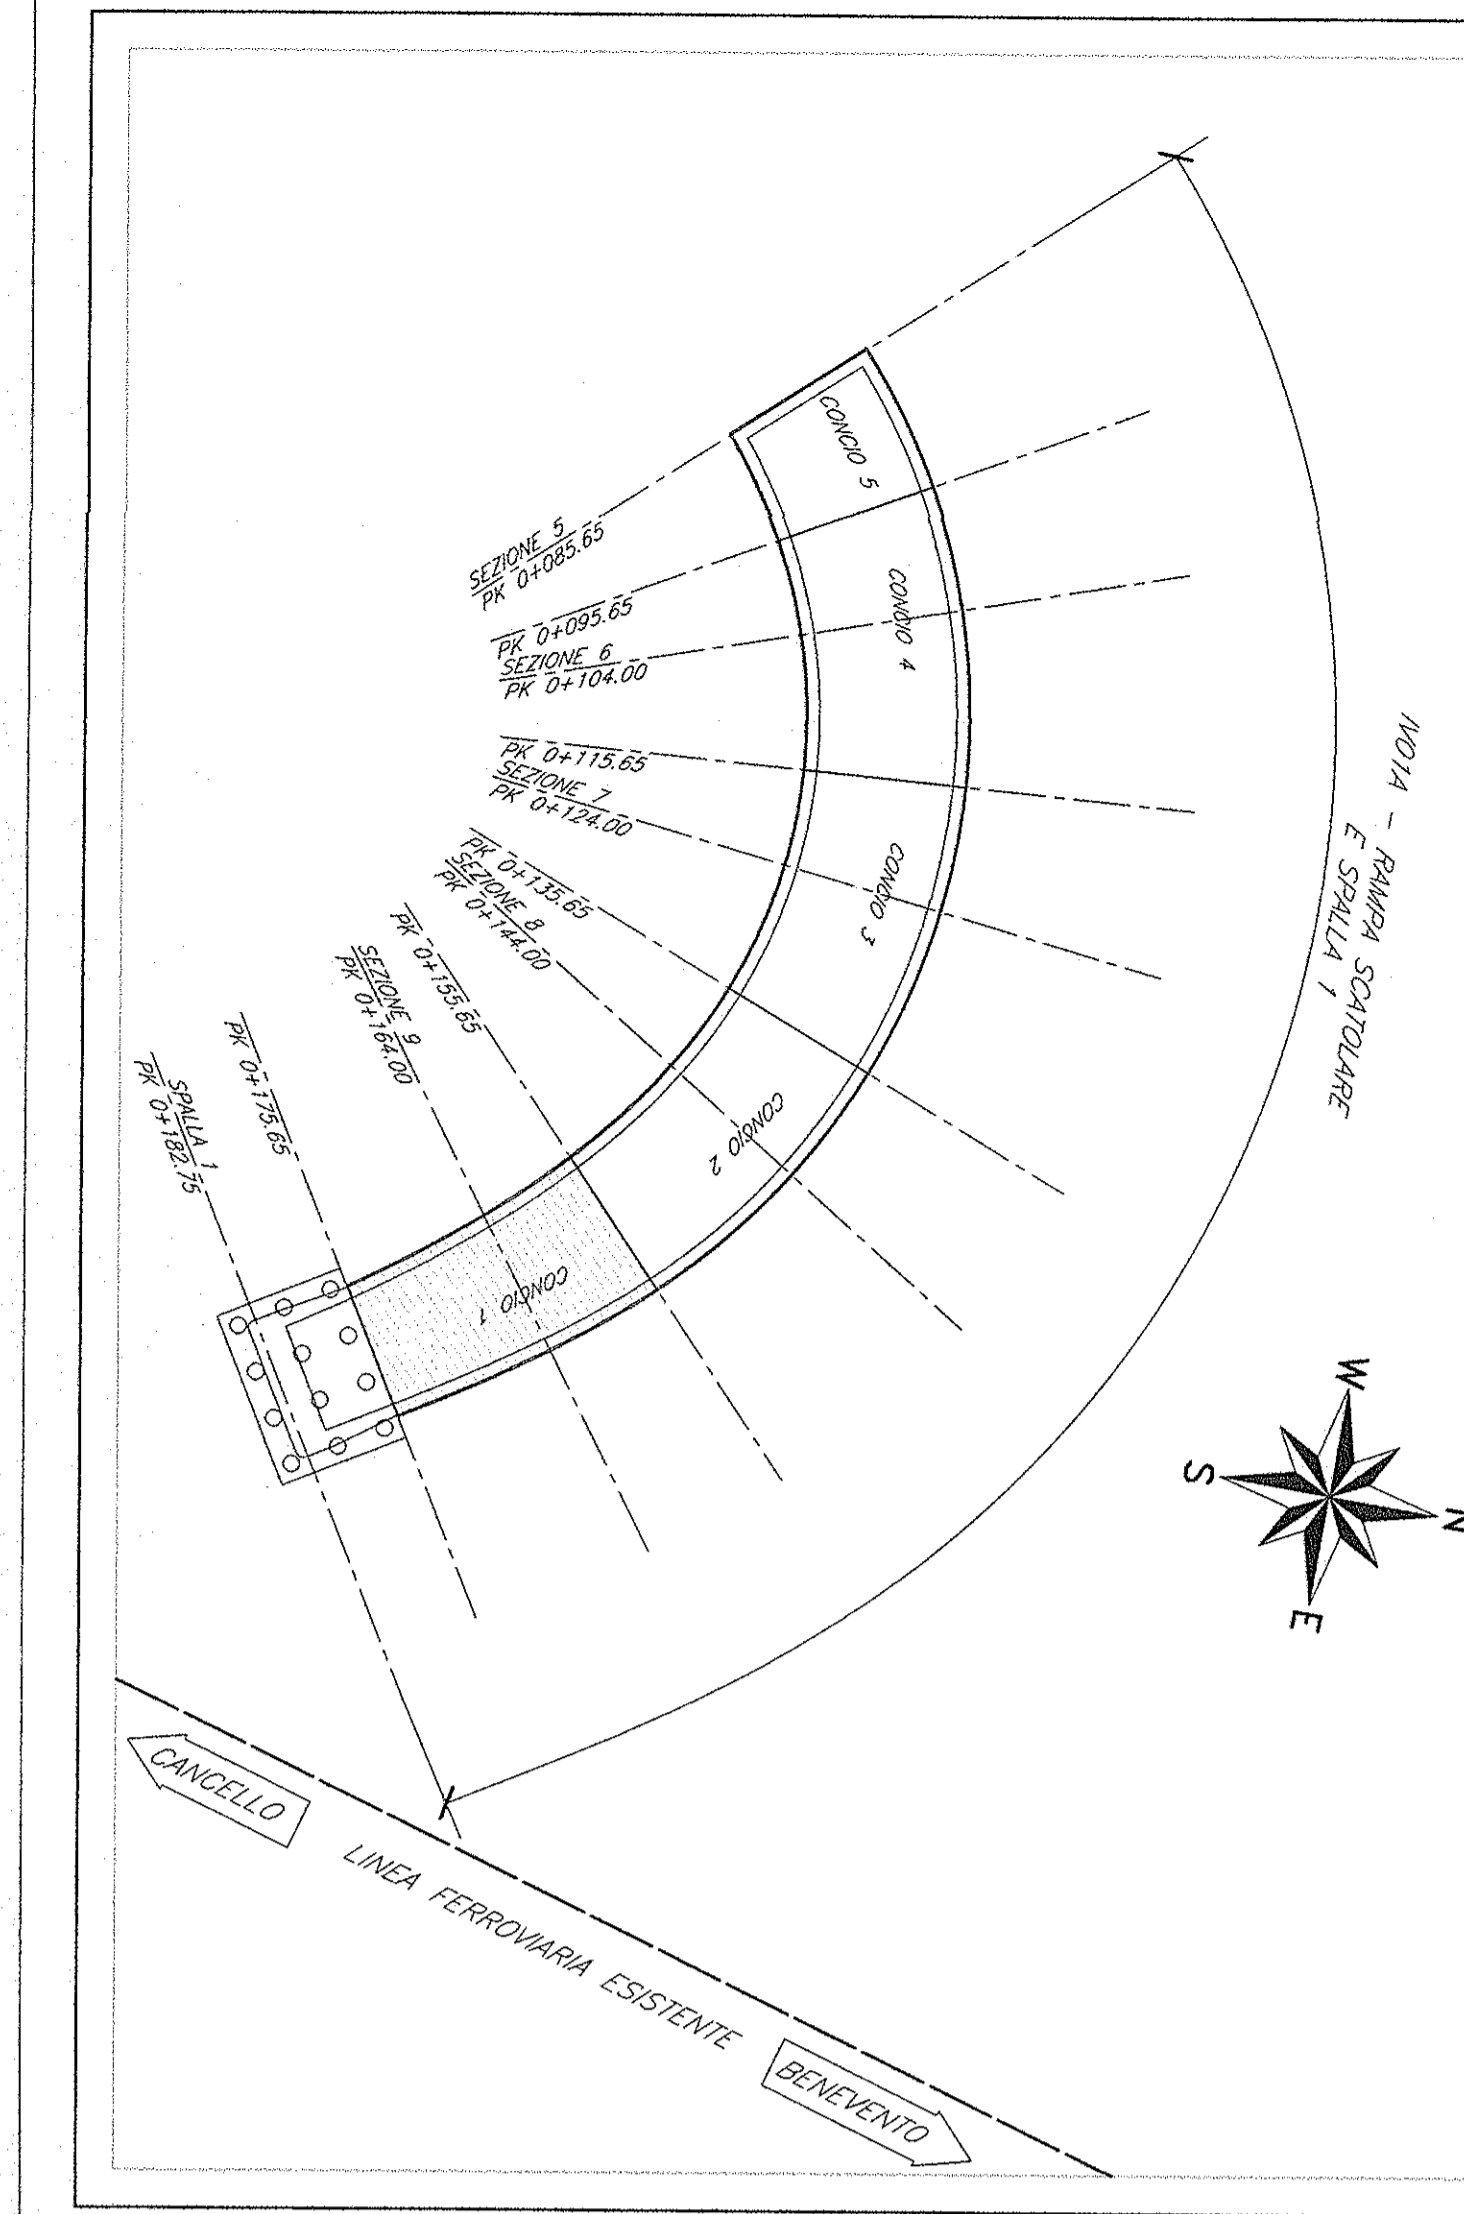 IV01A – RAMPA SCATOLARE
E SPALLA 1
CONCIO 5
CONCIO 4
CONCIO 3
CONCIO 2
CONCIO 1
SEZIONE 5
PK 0+085.65
PK 0+095.65
SEZIONE 6
PK 0+104.00
PK 0+115.65
SEZIONE 7
PK 0+124.00
PK 0+135.65
SEZIONE 8
PK 0+144.00
PK 0+155.65
SEZIONE 9
PK 0+164.00
PK 0+175.65
SPALLA 1
PK 0+182.75
W
S
N
E
CANCELLO
LINEA FERROVIARIA ESISTENTE
BENEVENTO